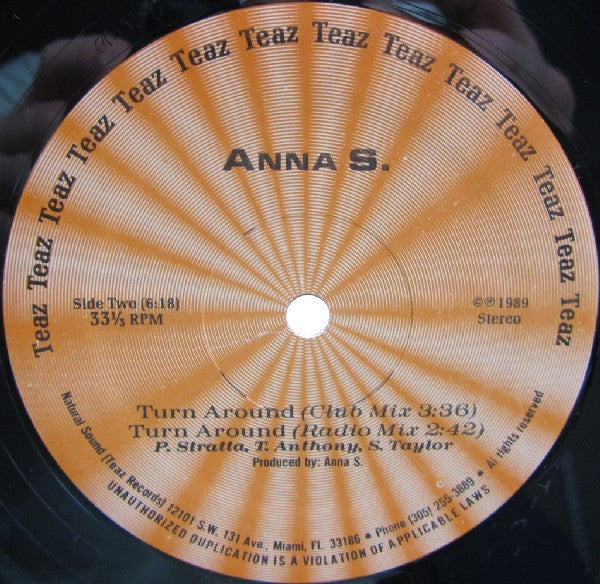 Teaz Teaz Teaz Teaz Teaz Teaz Teaz Teaz Teaz Teaz Teaz Teaz Teaz Teaz Teaz
ANNA S.
Side Two (6:18)
33⅓ RPM
©℗ 1989
Stereo
Turn Around (Club Mix 3:36)
Turn Around (Radio Mix 2:42)
P. Stratta, T. Anthony, S. Taylor
Produced by: Anna S.
Natural Sound (Teaz Records) 12101 S.W. 131 Ave., Miami, FL. 33186 • Phone (305) 255-3889 • All rights reserved
UNAUTHORIZED DUPLICATION IS A VIOLATION OF APPLICABLE LAWS